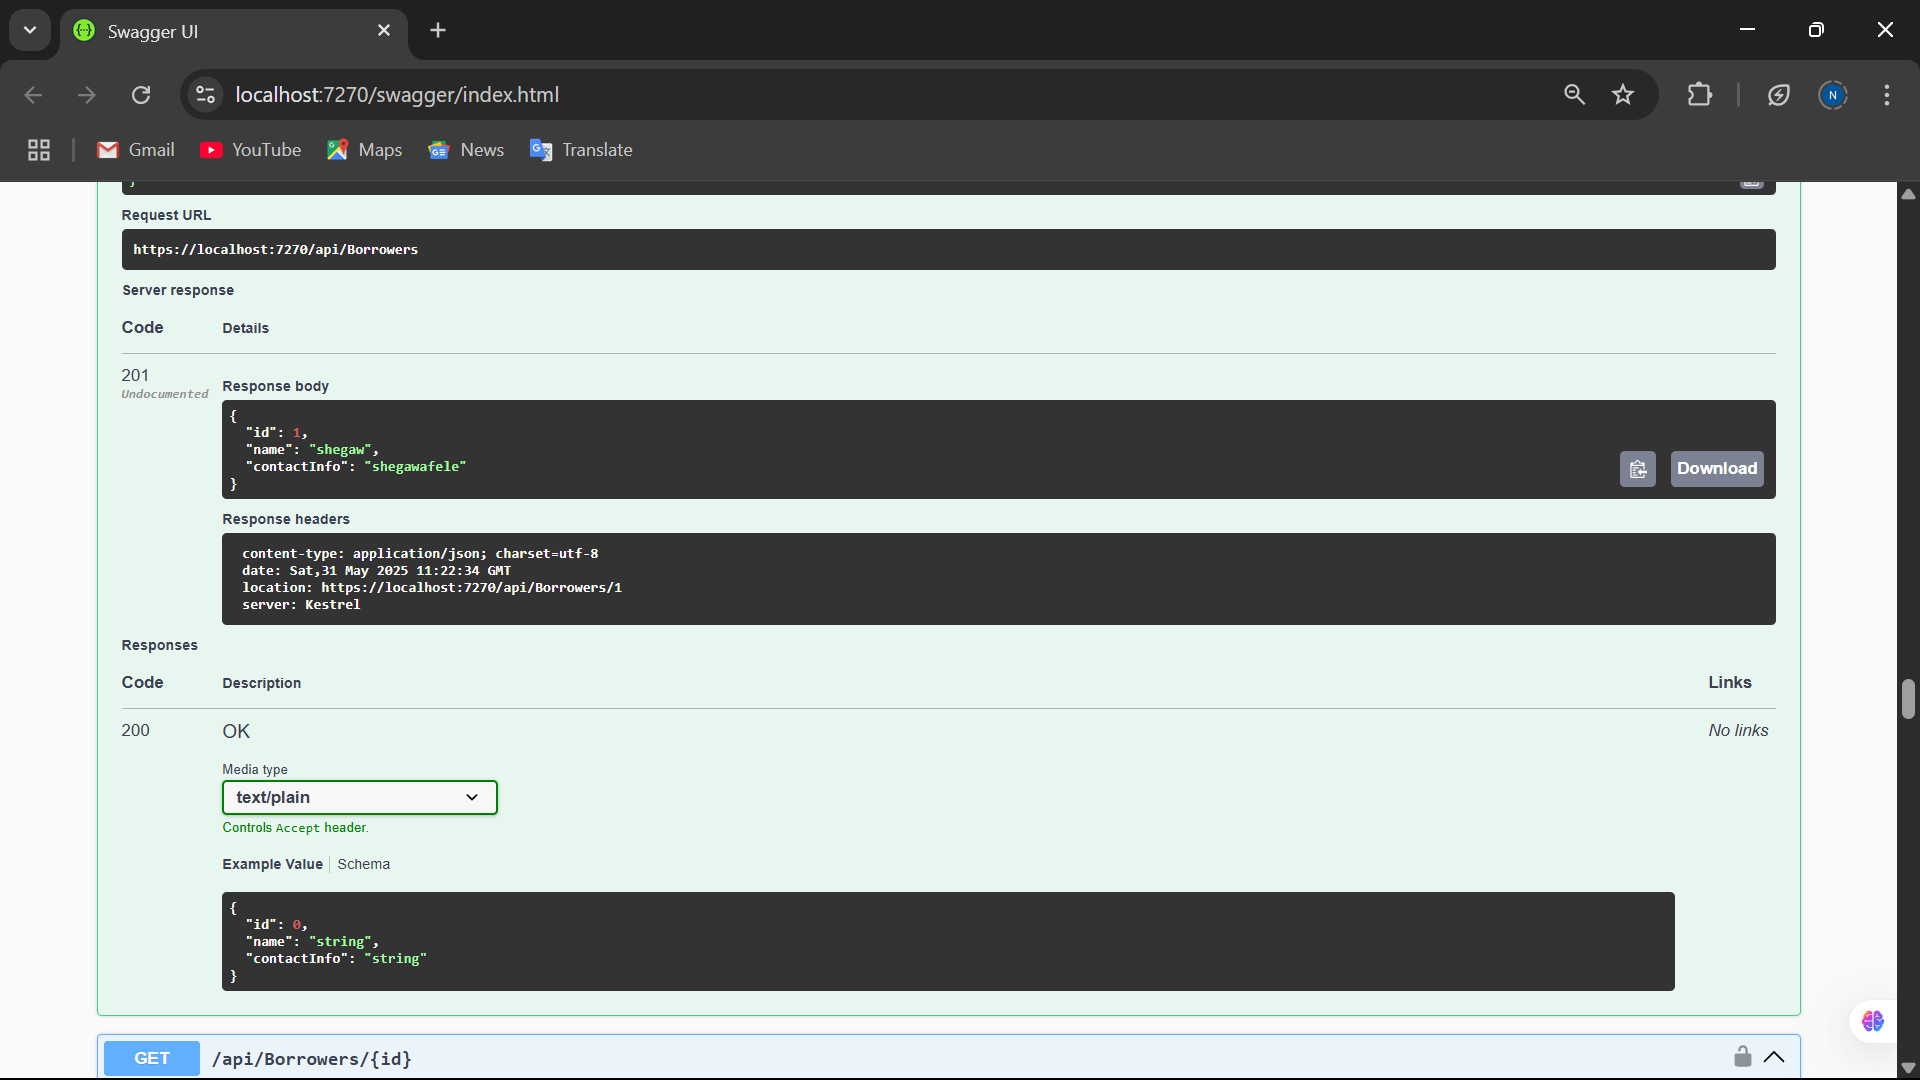 Swagger UI
localhost:7270/swagger/index.html
N
Gmail
YouTube
Maps
News
Translate
}
Request URL
https://localhost:7270/api/Borrowers
Server response
Code Details
201
Undocumented
Response body
{
"id": 1,
"name": "shegaw",
"contactInfo": "shegawafele"
}
Download
Response headers
content-type: application/json; charset=utf-8
date: Sat,31 May 2025 11:22:34 GMT
location: https://localhost:7270/api/Borrowers/1
server: Kestrel
Responses
Code Description Links
200 OK No links
Media type
text/plain
Controls Accept header.
Example Value Schema
{
"id": 0,
"name": "string",
"contactInfo": "string"
}
GET /api/Borrowers/{id}